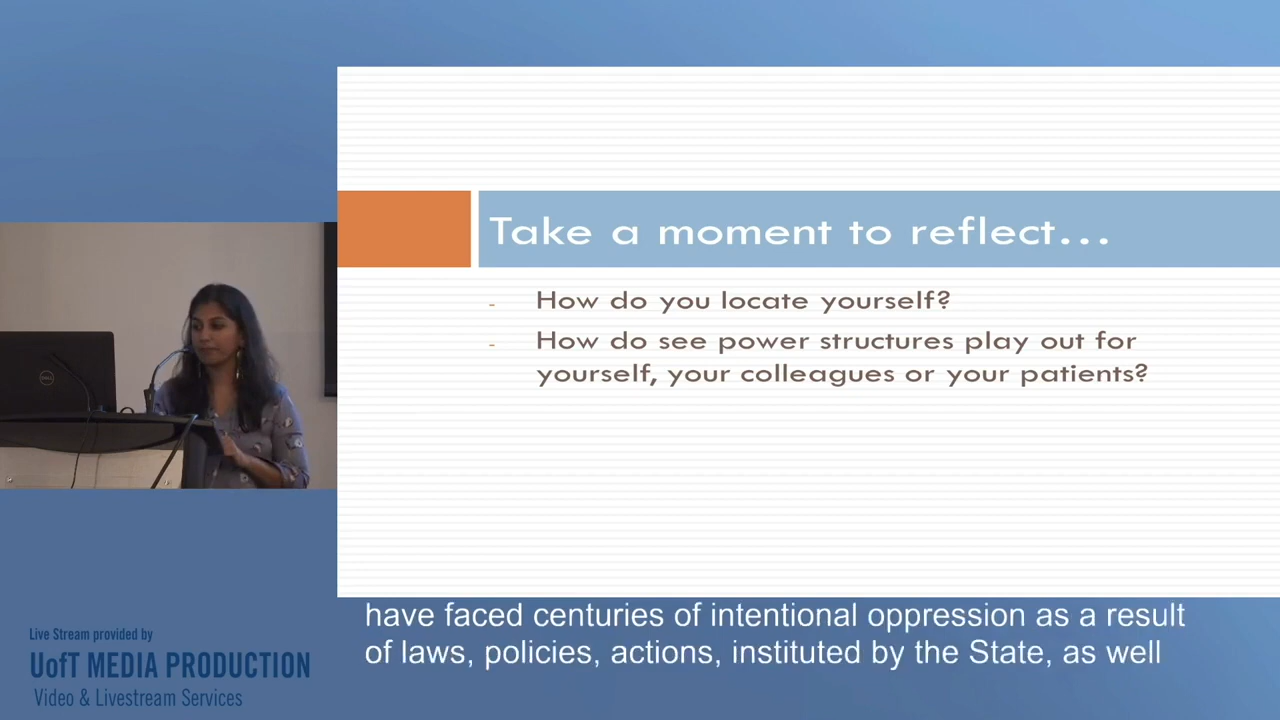 Take a moment to reflect...
- How do you locate yourself?
- How do see power structures play out for
yourself, your colleagues or your patients?
DELL
have faced centuries of intentional oppression as a result
of laws, policies, actions, instituted by the State, as well
Live Stream provided by
UofT MEDIA PRODUCTION
Video & Livestream Services